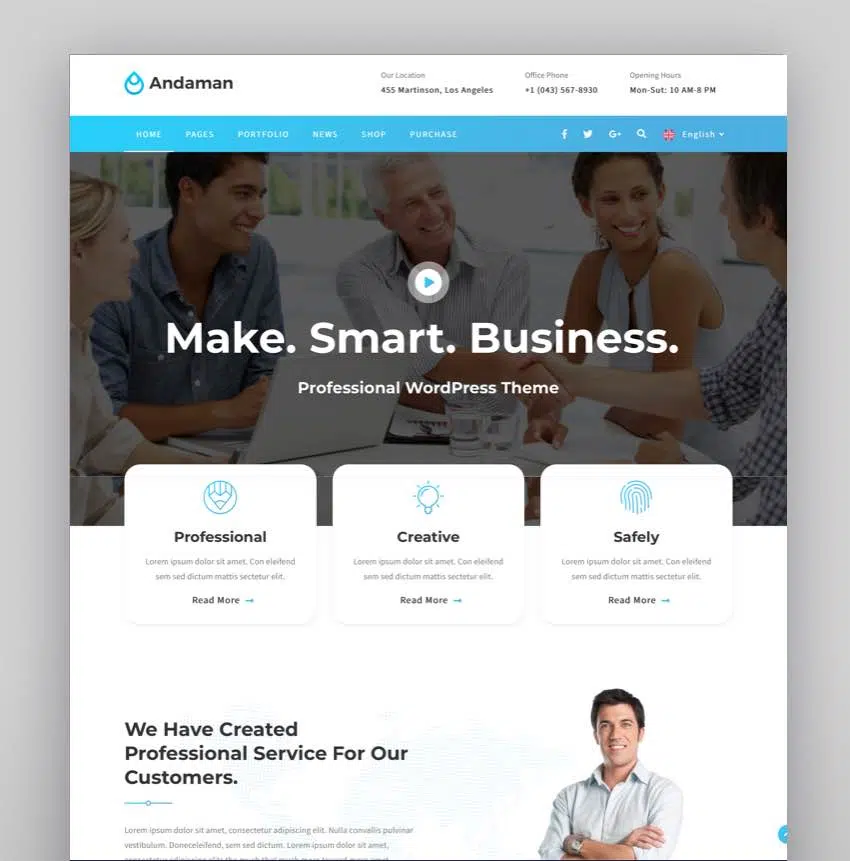 Andaman
Our Location
455 Martinson, Los Angeles
Office Phone
+1 (043) 567-8930
Opening Hours
Mon-Sut: 10 AM-8 PM
HOME PAGES PORTFOLIO NEWS SHOP PURCHASE English
Make. Smart. Business.
Professional WordPress Theme
Professional
Lorem ipsum dolor sit amet. Con eleifend
sem sed dictum mattis sectetur elit.
Read More
Creative
Lorem ipsum dolor sit amet. Con eleifend
sem sed dictum mattis sectetur elit.
Read More
Safely
Lorem ipsum dolor sit amet. Con eleifend
sem sed dictum mattis sectetur elit.
Read More
We Have Created
Professional Service For Our
Customers.
Lorem ipsum dolor sit amet, consectetur adipiscing elit. Nulla convallis pulvinar
vestibulum. Doneceleifend, sem sed dictum. Lorem ipsum dolor sit amet,